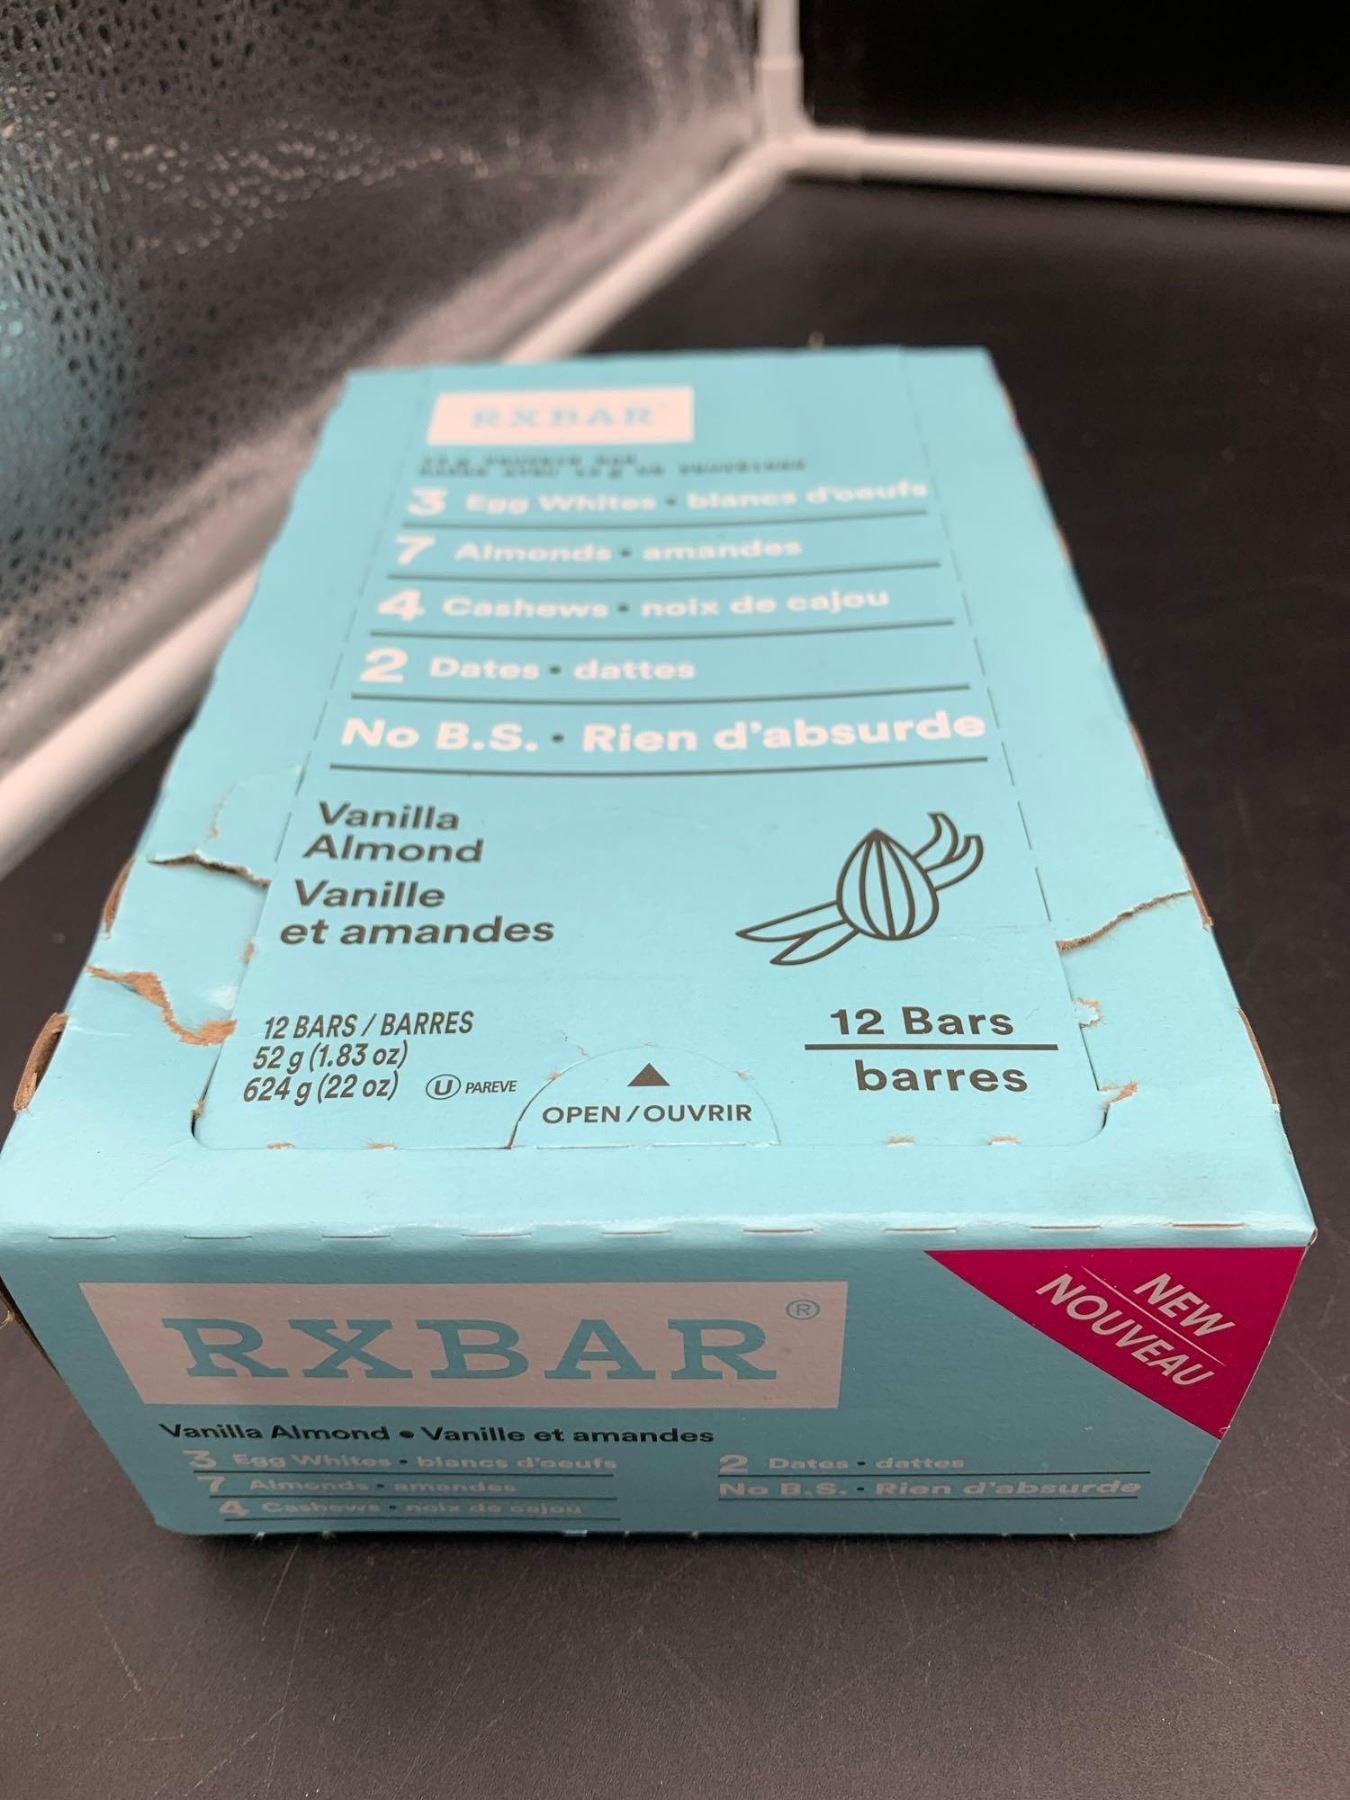 RXBAR
3 Egg Whites • blancs d'oeufs
7 Almonds • amandes
4 Cashews • noix de cajou
2 Dates • dattes
No B.S. • Rien d'absurde
Vanilla
Almond
Vanille
et amandes
12 BARS / BARRES
52 g (1.83 oz)
624 g (22 oz) U PAREVE
OPEN / OUVRIR
12 Bars
barres
NEW
NOUVEAU
RXBAR®
Vanilla Almond • Vanille et amandes
3 Egg Whites • blancs d'oeufs
7 Almonds • amandes
4 Cashews • noix de cajou
2 Dates • dattes
No B.S. • Rien d'absurde